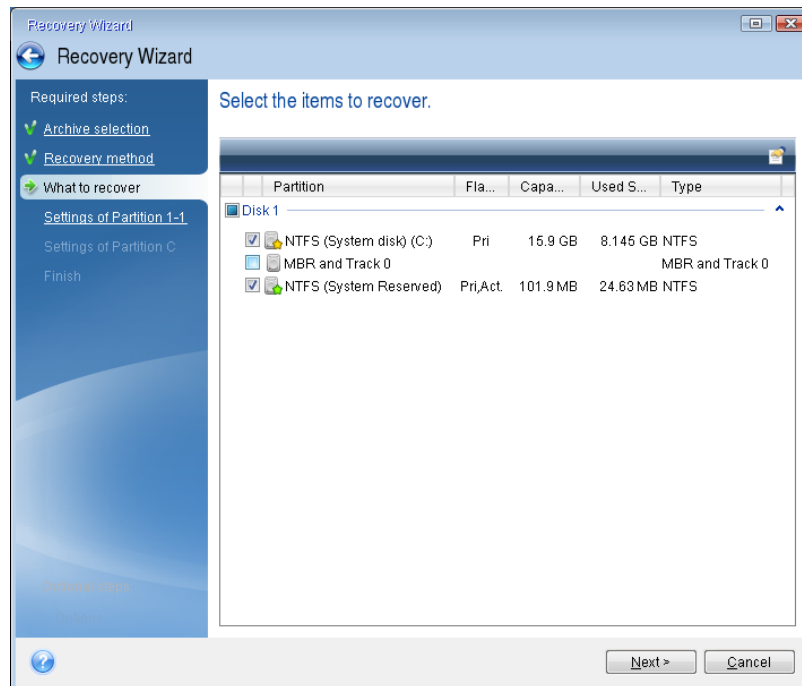 Recovery Wizard
Recovery Wizard
Required steps:
Archive selection
Recovery method
What to recover
Settings of Partition 1-1
Settings of Partition C
Finish
Options
Select the items to recover.
Partition Fla... Capa... Used S... Type
Disk 1
NTFS (System disk) (C:) Pri 15.9 GB 8.145 GB NTFS
MBR and Track 0 MBR and Track 0
NTFS (System Reserved) Pri,Act. 101.9 MB 24.63 MB NTFS
Next >
Cancel